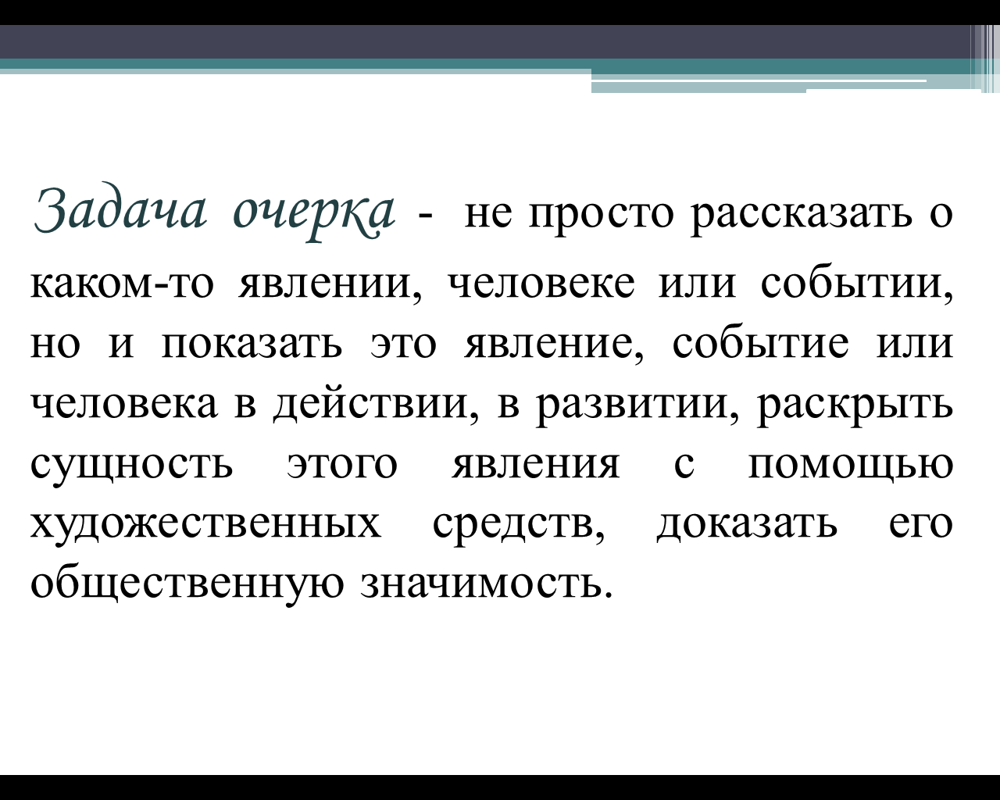 Задача очерка - не просто рассказать о
каком-то явлении, человеке или событии,
но и показать это явление, событие или
человека в действии, в развитии, раскрыть
сущность этого явления с помощью
художественных средств, доказать его
общественную значимость.